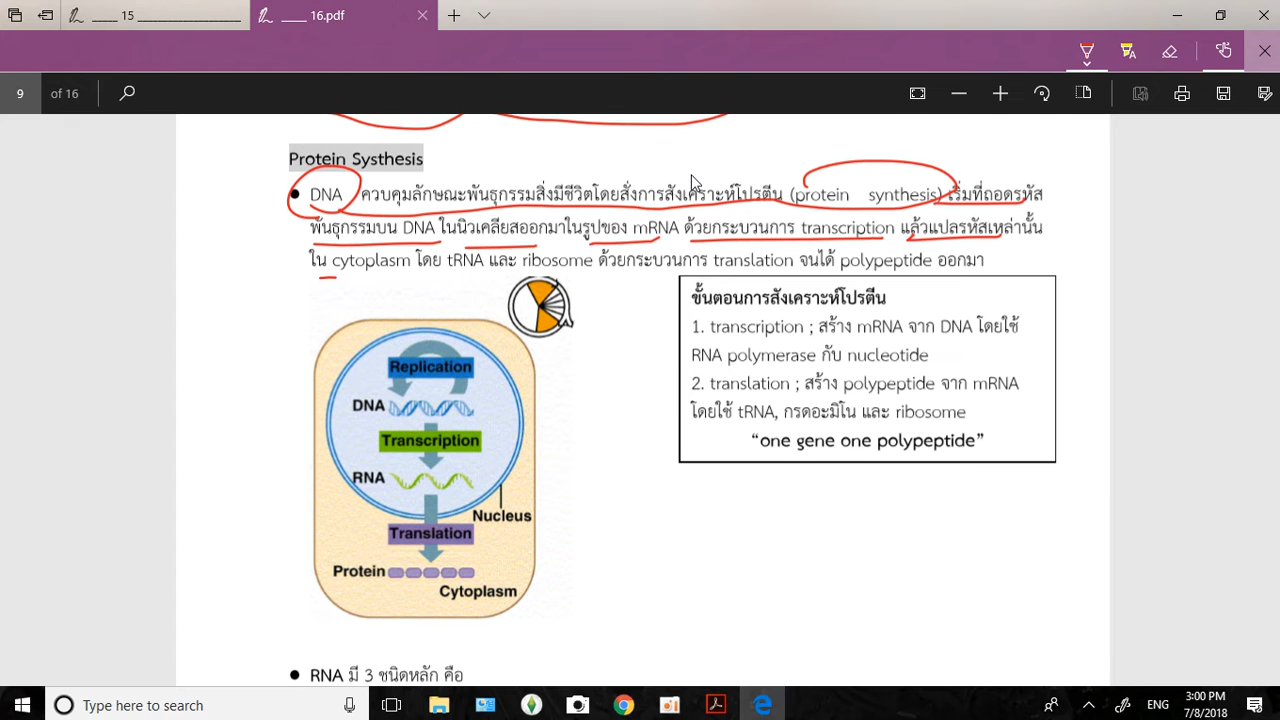 ____ 15 ____________________
____ 16.pdf
9 of 16
Protein Systhesis
● DNA ควบคุมลักษณะพันธุกรรมสิ่งมีชีวิตโดยสั่งการสังเคราะห์โปรตีน (protein synthesis) เริ่มที่ถอดรหัส
พันธุกรรมบน DNA ในนิวเคลียสออกมาในรูปของ mRNA ด้วยกระบวนการ transcription แล้วแปลรหัสเหล่านั้น
ใน cytoplasm โดย tRNA และ ribosome ด้วยกระบวนการ translation จนได้ polypeptide ออกมา
Replication
DNA
Transcription
RNA
Nucleus
Translation
Protein
Cytoplasm
ขั้นตอนการสังเคราะห์โปรตีน
1. transcription ; สร้าง mRNA จาก DNA โดยใช้
RNA polymerase กับ nucleotide
2. translation ; สร้าง polypeptide จาก mRNA
โดยใช้ tRNA, กรดอะมิโน และ ribosome
“one gene one polypeptide”
● RNA มี 3 ชนิดหลัก คือ
Type here to search
ENG
3:00 PM
7/8/2018